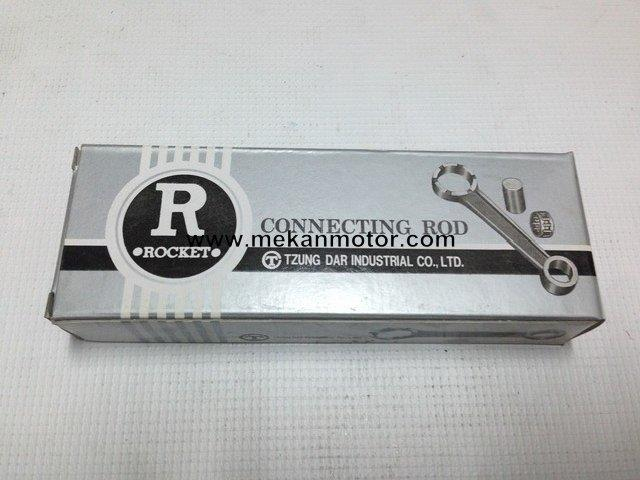 R
•ROCKET•
CONNECTING ROD
www.mekanmotor.com
TZUNG DAR INDUSTRIAL CO., LTD.